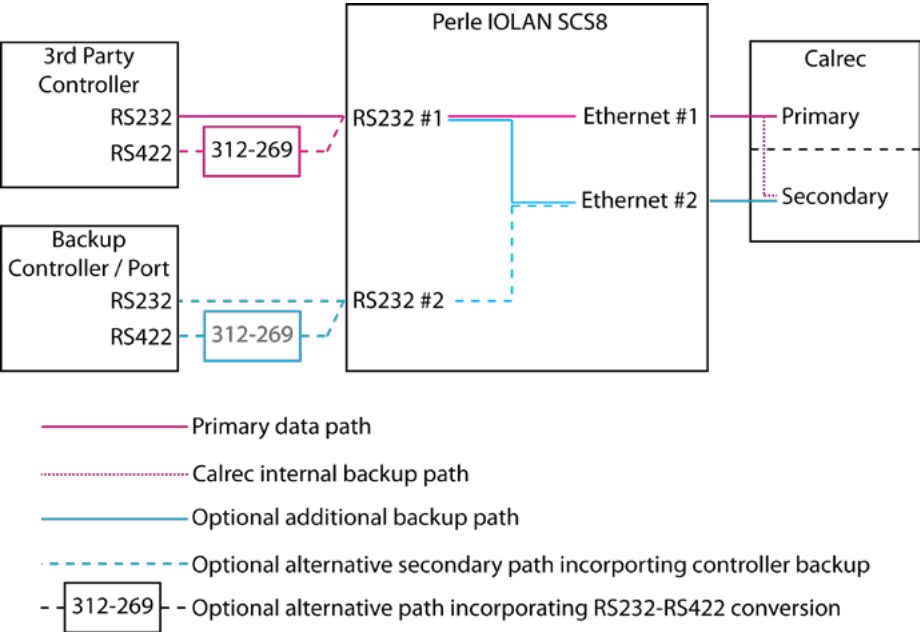 Perle IOLAN SCS8
3rd Party
Controller
RS232
RS422
312-269
RS232 #1
Ethernet #1
Calrec
Primary
Secondary
Ethernet #2
Backup
Controller / Port
RS232
RS422
312-269
RS232 #2
Primary data path
Calrec internal backup path
Optional additional backup path
Optional alternative secondary path incorporting controller backup
312-269
Optional alternative path incorporating RS232-RS422 conversion